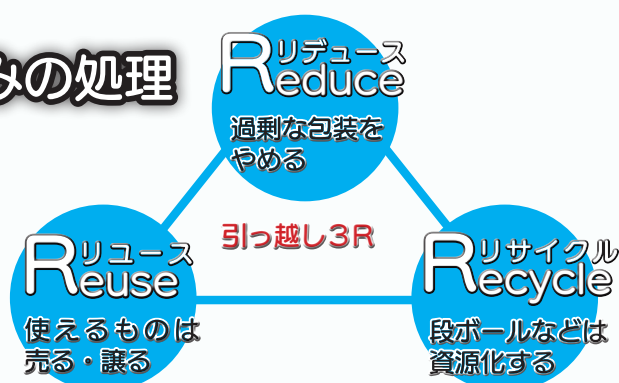 みの処理
リデュース
Reduce
過剰な包装を
やめる
引っ越し3R
リユース
Reuse
使えるものは
売る・譲る
リサイクル
Recycle
段ボールなどは
資源化する